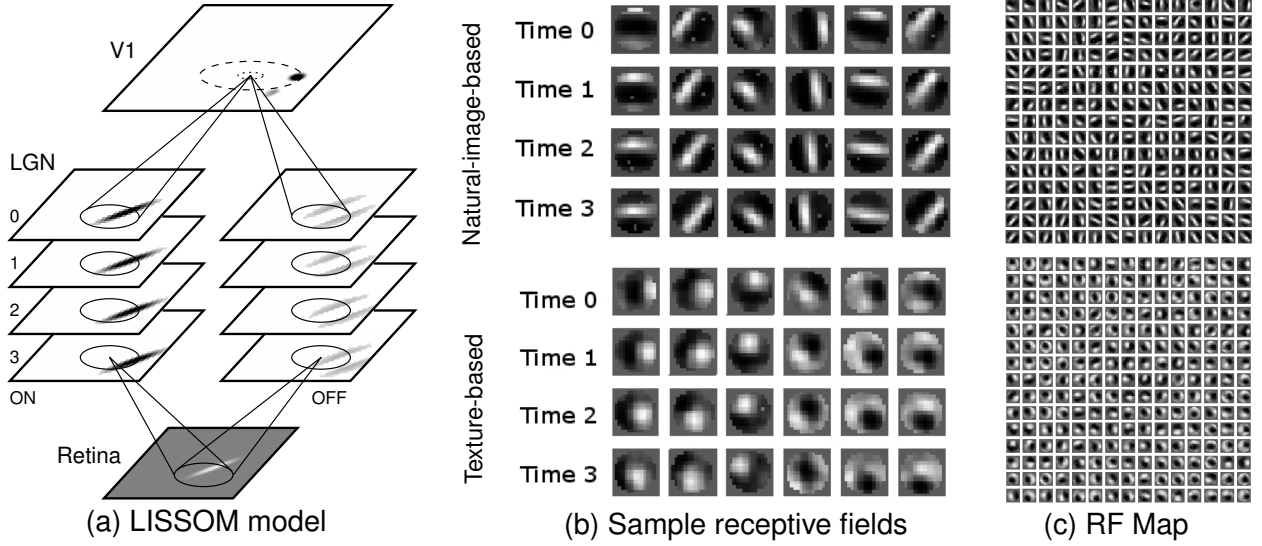 V1
LGN
0
1
2
3
ON
OFF
Retina
(a) LISSOM model
Natural-image-based
Time 0
Time 1
Time 2
Time 3
Texture-based
Time 0
Time 1
Time 2
Time 3
(b) Sample receptive fields
(c) RF Map